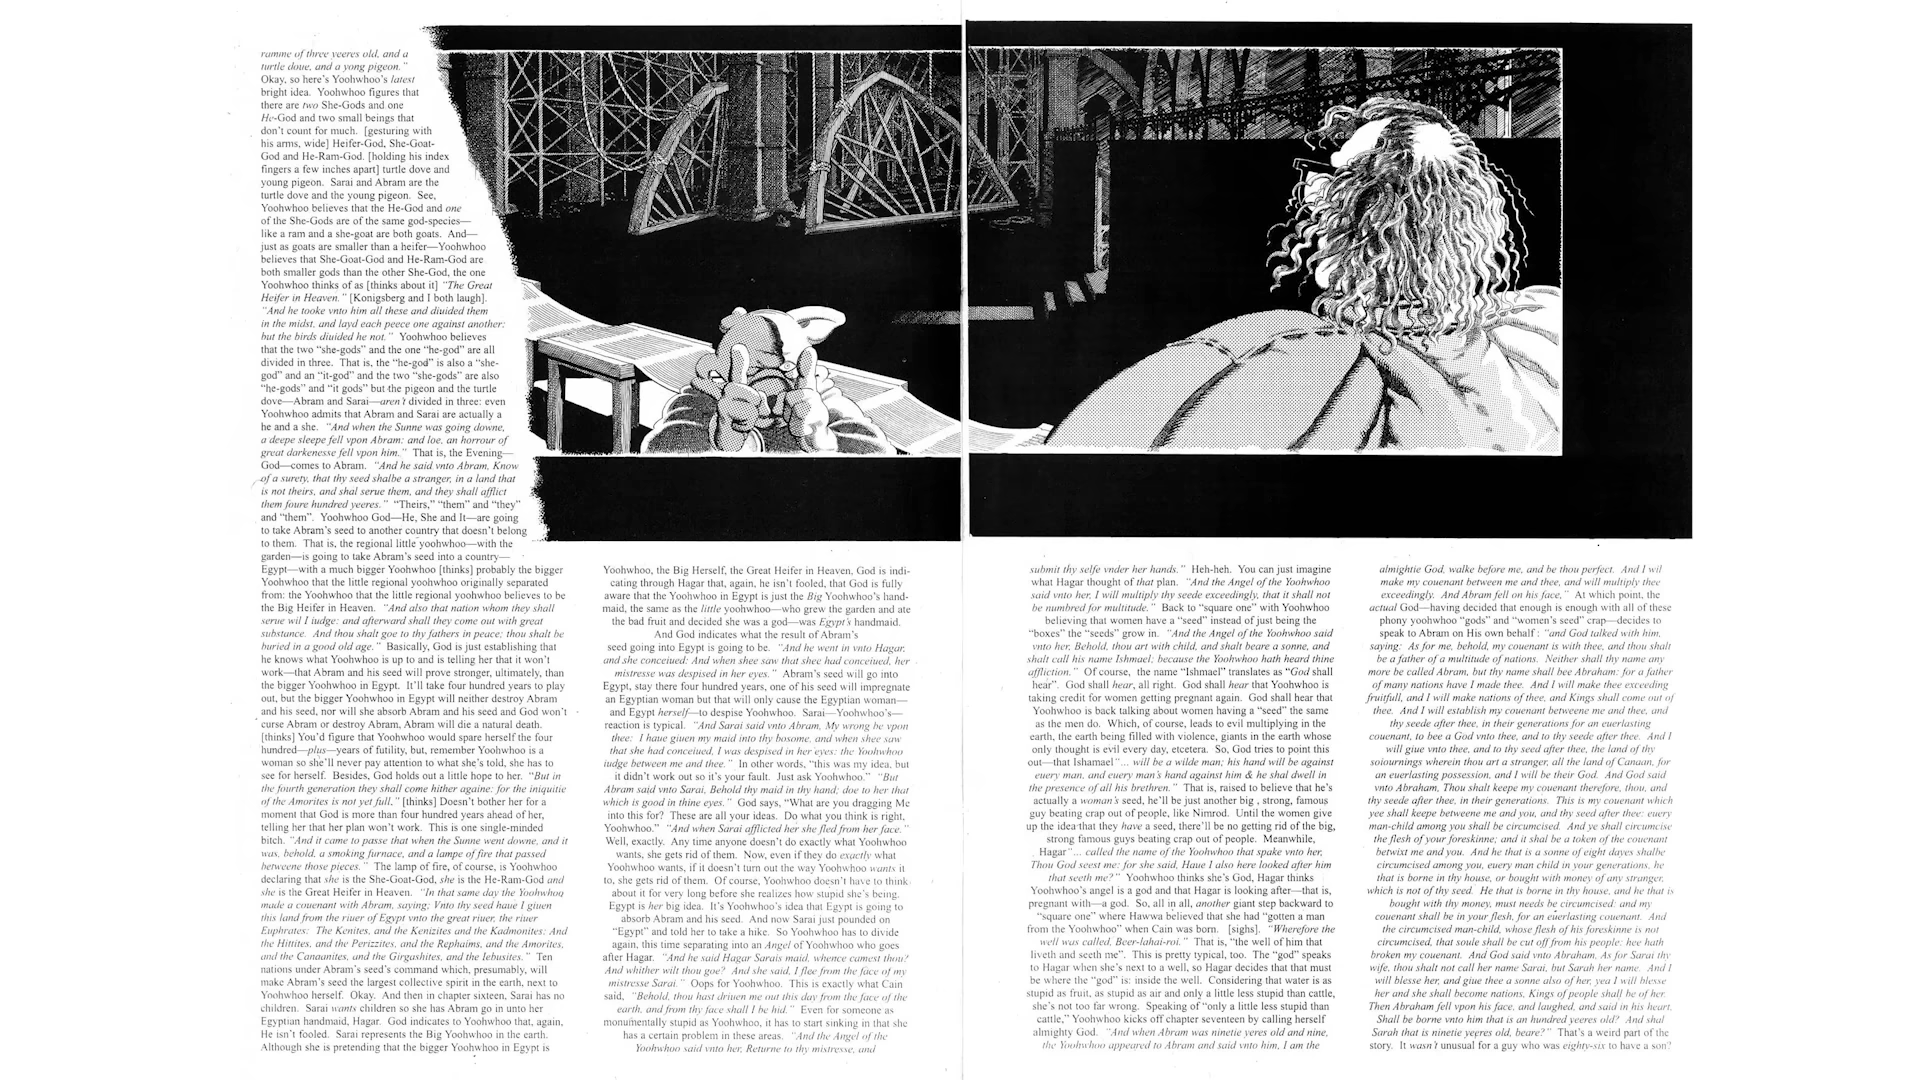 ramme of three yeeres old, and a
turtle doue, and a yong pigeon."
Okay, so here's Yoohwhoo's latest
bright idea. Yoohwhoo figures that
there are two She-Gods and one
He-God and two small beings that
don't count for much. [gesturing with
his arms, wide] Heifer-God, She-Goat-
God and He-Ram-God. [holding his index
fingers a few inches apart] turtle dove and
young pigeon. Sarai and Abram are the
turtle dove and the young pigeon. See,
Yoohwhoo believes that the He-God and one
of the She-Gods are of the same god-species—
like a ram and a she-goat are both goats. And—
just as goats are smaller than a heifer—Yoohwhoo
believes that She-Goat-God and He-Ram-God are
both smaller gods than the other She-God, the one
Yoohwhoo thinks of as [thinks about it] "The Great
Heifer in Heaven." [Konigsberg and I both laugh].
"And he tooke vnto him all these and diuided them
in the midst, and layd each peece one against another:
but the birds diuided he not." Yoohwhoo believes
that the two "she-gods" and the one "he-god" are all
divided in three. That is, the "he-god" is also a "she-
god" and an "it-god" and the two "she-gods" are also
"he-gods" and "it gods" but the pigeon and the turtle
dove—Abram and Sarai—aren't divided in three: even
Yoohwhoo admits that Abram and Sarai are actually a
he and a she. "And when the Sunne was going downe,
a deepe sleepe fell vpon Abram: and loe, an horrour of
great darkenesse fell vpon him." That is, the Evening—
God—comes to Abram. "And he said vnto Abram, Know
of a surety, that thy seed shalbe a stranger, in a land that
is not theirs, and shal serue them, and they shall afflict
them foure hundred yeeres." "Theirs," "them" and "they"
and "them". Yoohwhoo God—He, She and It—are going
to take Abram's seed to another country that doesn't belong
to them. That is, the regional little yoohwhoo—with the
garden—is going to take Abram's seed into a country—
Egypt—with a much bigger Yoohwhoo [thinks] probably the bigger
Yoohwhoo that the little regional yoohwhoo originally separated
from: the Yoohwhoo that the little regional yoohwhoo believes to be
the Big Heifer in Heaven. "And also that nation whom they shall
serue wil I iudge: and afterward shall they come out with great
substance. And thou shalt goe to thy fathers in peace; thou shalt be
buried in a good old age." Basically, God is just establishing that
he knows what Yoohwhoo is up to and is telling her that it won't
work—that Abram and his seed will prove stronger, ultimately, than
the bigger Yoohwhoo in Egypt. It'll take four hundred years to play
out, but the bigger Yoohwhoo in Egypt will neither destroy Abram
and his seed, nor will she absorb Abram and his seed and God won't
curse Abram or destroy Abram, Abram will die a natural death.
[thinks] You'd figure that Yoohwhoo would spare herself the four
hundred—plus—years of futility, but, remember Yoohwhoo is a
woman so she'll never pay attention to what she's told, she has to
see for herself. Besides, God holds out a little hope to her. "But in
the fourth generation they shall come hither againe: for the iniquitie
of the Amorites is not yet full." [thinks] Doesn't bother her for a
moment that God is more than four hundred years ahead of her,
telling her that her plan won't work. This is one single-minded
bitch. "And it came to passe that when the Sunne went downe, and it
was, behold, a smoking furnace, and a lampe of fire that passed
betweene those pieces." The lamp of fire, of course, is Yoohwhoo
declaring that she is the She-Goat-God, she is the He-Ram-God and
she is the Great Heifer in Heaven. "In that same day the Yoohwhoo
made a couenant with Abram, saying; Vnto thy seed haue I giuen
this land from the riuer of Egypt vnto the great riuer, the riuer
Euphrates: The Kenites, and the Kenizites and the Kadmonites: And
the Hittites, and the Perizzites, and the Rephaims, and the Amorites,
and the Canaanites, and the Girgashites, and the Iebusites." Ten
nations under Abram's seed's command which, presumably, will
make Abram's seed the largest collective spirit in the earth, next to
Yoohwhoo herself. Okay. And then in chapter sixteen, Sarai has no
children. Sarai wants children so she has Abram go in unto her
Egyptian handmaid, Hagar. God indicates to Yoohwhoo that, again,
He isn't fooled. Sarai represents the Big Yoohwhoo in the earth.
Although she is pretending that the bigger Yoohwhoo in Egypt is
Yoohwhoo, the Big Herself, the Great Heifer in Heaven, God is indi-
cating through Hagar that, again, he isn't fooled, that God is fully
aware that the Yoohwhoo in Egypt is just the Big Yoohwhoo's hand-
maid, the same as the little yoohwhoo—who grew the garden and ate
the bad fruit and decided she was a god—was Egypt's handmaid.
And God indicates what the result of Abram's
seed going into Egypt is going to be. "And he went in vnto Hagar,
and she conceiued: And when shee saw that shee had conceiued, her
mistresse was despised in her eyes." Abram's seed will go into
Egypt, stay there four hundred years, one of his seed will impregnate
an Egyptian woman but that will only cause the Egyptian woman—
and Egypt herself—to despise Yoohwhoo. Sarai—Yoohwhoo's—
reaction is typical. "And Sarai said vnto Abram, My wrong be vpon
thee: I haue giuen my maid into thy bosome, and when shee saw
that she had conceiued, I was despised in her eyes: the Yoohwhoo
iudge between me and thee." In other words, "this was my idea, but
it didn't work out so it's your fault. Just ask Yoohwhoo." "But
Abram said vnto Sarai, Behold thy maid in thy hand; doe to her that
which is good in thine eyes." God says, "What are you dragging Me
into this for? These are all your ideas. Do what you think is right,
Yoohwhoo." "And when Sarai afflicted her she fled from her face."
Well, exactly. Any time anyone doesn't do exactly what Yoohwhoo
wants, she gets rid of them. Now, even if they do exactly what
Yoohwhoo wants, if it doesn't turn out the way Yoohwhoo wants it
to, she gets rid of them. Of course, Yoohwhoo doesn't have to think
about it for very long before she realizes how stupid she's being.
Egypt is her big idea. It's Yoohwhoo's idea that Egypt is going to
absorb Abram and his seed. And now Sarai just pounded on
"Egypt" and told her to take a hike. So Yoohwhoo has to divide
again, this time separating into an Angel of Yoohwhoo who goes
after Hagar. "And he said Hagar Sarais maid, whence camest thou?
And whither wilt thou goe? And she said, I flee from the face of my
mistresse Sarai." Oops for Yoohwhoo. This is exactly what Cain
said, "Behold, thou hast driuen me out this day from the face of the
earth, and from thy face shall I be hid." Even for someone as
monumentally stupid as Yoohwhoo, it has to start sinking in that she
has a certain problem in these areas. "And the Angel of the
Yoohwhoo said vnto her, Returne to thy mistresse, and
submit thy selfe vnder her hands." Heh-heh. You can just imagine
what Hagar thought of that plan. "And the Angel of the Yoohwhoo
said vnto her, I will multiply thy seede exceedingly, that it shall not
be numbred for multitude." Back to "square one" with Yoohwhoo
believing that women have a "seed" instead of just being the
"boxes" the "seeds" grow in. "And the Angel of the Yoohwhoo said
vnto her, Behold, thou art with child, and shalt beare a sonne, and
shalt call his name Ishmael; because the Yoohwhoo hath heard thine
affliction." Of course, the name "Ishmael" translates as "God shall
hear". God shall hear, all right. God shall hear that Yoohwhoo is
taking credit for women getting pregnant again. God shall hear that
Yoohwhoo is back talking about women having a "seed" the same
as the men do. Which, of course, leads to evil multiplying in the
earth, the earth being filled with violence, giants in the earth whose
only thought is evil every day, etcetera. So, God tries to point this
out—that Ishamael "... will be a wilde man; his hand will be against
euery man, and euery man's hand against him & he shal dwell in
the presence of all his brethren." That is, raised to believe that he's
actually a woman's seed, he'll be just another big , strong, famous
guy beating crap out of people, like Nimrod. Until the women give
up the idea that they have a seed, there'll be no getting rid of the big,
strong famous guys beating crap out of people. Meanwhile,
Hagar "... called the name of the Yoohwhoo that spake vnto her,
Thou God seest me: for she said, Haue I also here looked after him
that seeth me?" Yoohwhoo thinks she's God, Hagar thinks
Yoohwhoo's angel is a god and that Hagar is looking after—that is,
pregnant with—a god. So, all in all, another giant step backward to
"square one" where Hawwa believed that she had "gotten a man
from the Yoohwhoo" when Cain was born. [sighs]. "Wherefore the
well was called, Beer-lahai-roi." That is, "the well of him that
liveth and seeth me". This is pretty typical, too. The "god" speaks
to Hagar when she's next to a well, so Hagar decides that that must
be where the "god" is: inside the well. Considering that water is as
stupid as fruit, as stupid as air and only a little less stupid than cattle,
she's not too far wrong. Speaking of "only a little less stupid than
cattle," Yoohwhoo kicks off chapter seventeen by calling herself
almighty God. "And when Abram was ninetie yeres old and nine,
the Yoohwhoo appeared to Abram and said vnto him, I am the
almightie God, walke before me, and be thou perfect. And I wil
make my couenant between me and thee, and will multiply thee
exceedingly. And Abram fell on his face," At which point, the
actual God—having decided that enough is enough with all of these
phony yoohwhoo "gods" and "women's seed" crap—decides to
speak to Abram on His own behalf : "and God talked with him,
saying: As for me, behold, my couenant is with thee, and thou shalt
be a father of a multitude of nations. Neither shall thy name any
more be called Abram, but thy name shall bee Abraham: for a father
of many nations haue I made thee. And I will make thee exceeding
fruitfull, and I will make nations of thee, and Kings shall come out of
thee. And I will establish my couenant betweene me and thee, and
thy seede after thee, in their generations for an euerlasting
couenant, to bee a God vnto thee, and to thy seede after thee. And I
will giue vnto thee, and to thy seed after thee, the land of thy
soiournings wherein thou art a stranger, all the land of Canaan, for
an euerlasting possession, and I will be their God. And God said
vnto Abraham, Thou shalt keepe my couenant therefore, thou, and
thy seede after thee, in their generations. This is my couenant which
yee shall keepe betweene me and you, and thy seed after thee: euery
man-child among you shall be circumcised. And ye shall circumcise
the flesh of your foreskinne; and it shal be a token of the couenant
betwixt me and you. And he that is a sonne of eight dayes shalbe
circumcised among you, euery man child in your generations, he
that is borne in thy house, or bought with money of any stranger,
which is not of thy seed. He that is borne in thy house, and he that is
bought with thy money, must needs be circumcised: and my
couenant shall be in your flesh, for an euerlasting couenant. And
the circumcised man-child, whose flesh of his foreskinne is not
circumcised, that soule shall be cut off from his people: hee hath
broken my couenant. And God said vnto Abraham, As for Sarai thy
wife, thou shalt not call her name Sarai, but Sarah her name. And I
will blesse her, and giue thee a sonne also of her, yea I will blesse
her and she shall become nations, Kings of people shall be of her.
Then Abraham fell vpon his face, and laughed, and said in his heart,
Shall be borne vnto him that is an hundred yeeres old? And shal
Sarah that is ninetie yeeres old, beare?" That's a weird part of the
story. It wasn't unusual for a guy who was eighty-six to have a son?